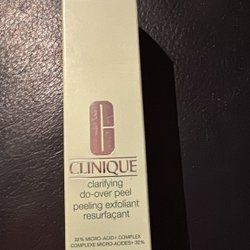 CLINIQUE
clarifying
do-over peel
peeling exfoliant
resurfaçant
32% MICRO-ACID+ COMPLEX
COMPLEXE MICRO-ACIDES+ 32%